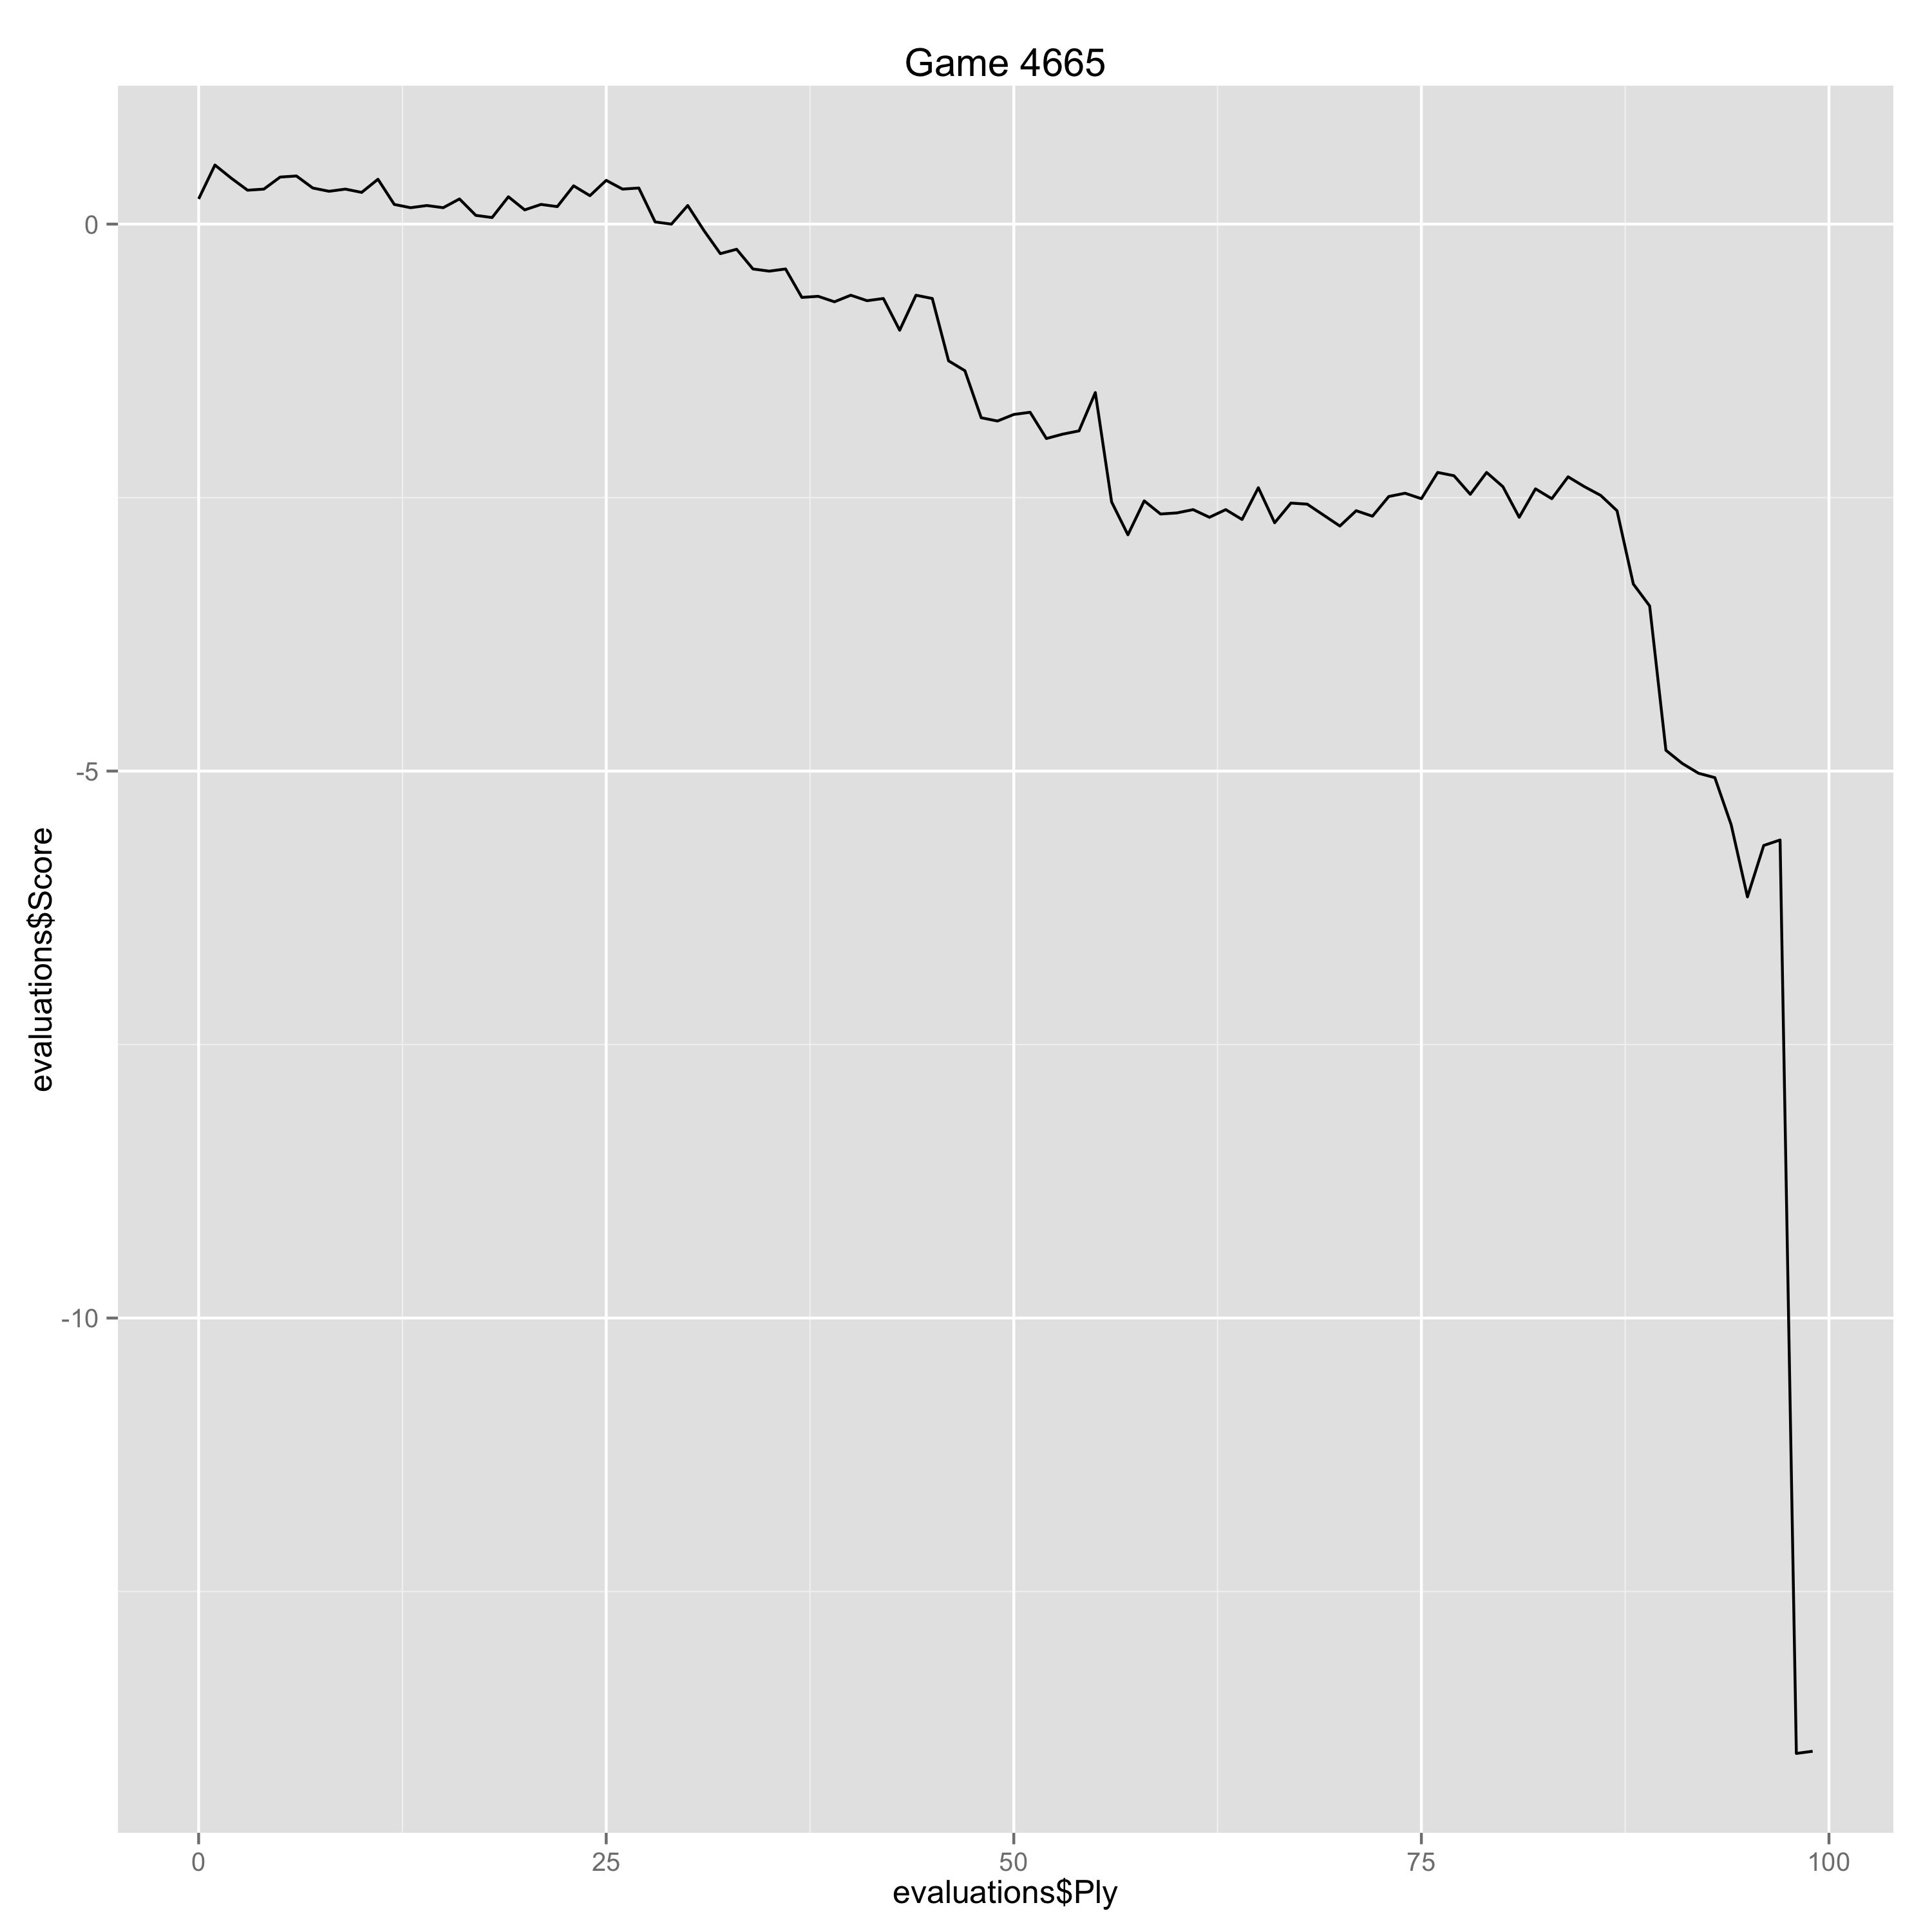 Game 4665
0
-5
-10
evaluations$Score
0 25 50 75 100
evaluations$Ply